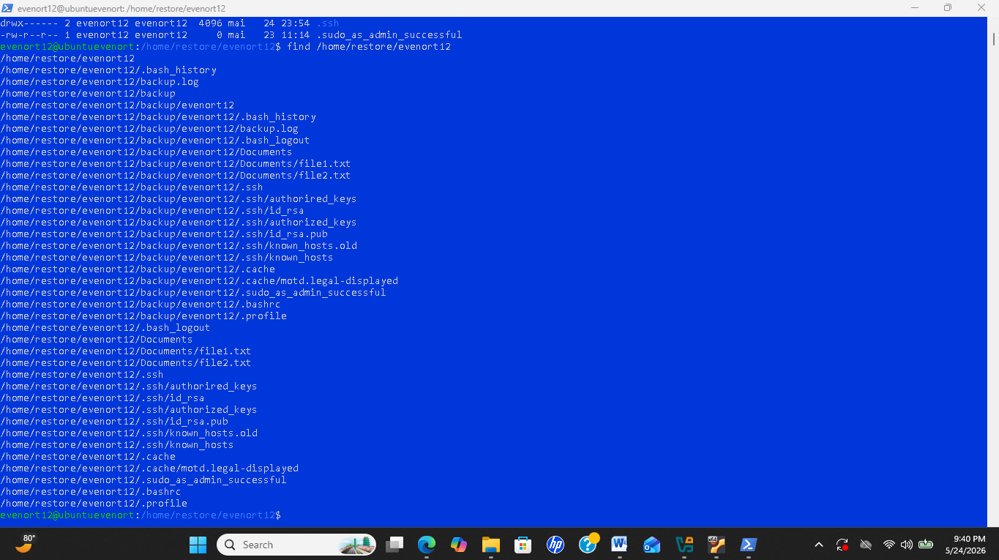 evenort12@ubuntuevenort: /home/restore/evenort12
drwx------ 2 evenort12 evenort12  4096 mai   24 23:54 .ssh
-rw-r--r-- 1 evenort12 evenort12     0 mai   23 11:14 .sudo_as_admin_successful
evenort12@ubuntuevenort:/home/restore/evenort12$ find /home/restore/evenort12
/home/restore/evenort12
/home/restore/evenort12/.bash_history
/home/restore/evenort12/backup.log
/home/restore/evenort12/backup
/home/restore/evenort12/backup/evenort12
/home/restore/evenort12/backup/evenort12/.bash_history
/home/restore/evenort12/backup/evenort12/backup.log
/home/restore/evenort12/backup/evenort12/.bash_logout
/home/restore/evenort12/backup/evenort12/Documents
/home/restore/evenort12/backup/evenort12/Documents/file1.txt
/home/restore/evenort12/backup/evenort12/Documents/file2.txt
/home/restore/evenort12/backup/evenort12/.ssh
/home/restore/evenort12/backup/evenort12/.ssh/authorired_keys
/home/restore/evenort12/backup/evenort12/.ssh/id_rsa
/home/restore/evenort12/backup/evenort12/.ssh/authorized_keys
/home/restore/evenort12/backup/evenort12/.ssh/id_rsa.pub
/home/restore/evenort12/backup/evenort12/.ssh/known_hosts.old
/home/restore/evenort12/backup/evenort12/.ssh/known_hosts
/home/restore/evenort12/backup/evenort12/.cache
/home/restore/evenort12/backup/evenort12/.cache/motd.legal-displayed
/home/restore/evenort12/backup/evenort12/.sudo_as_admin_successful
/home/restore/evenort12/backup/evenort12/.bashrc
/home/restore/evenort12/backup/evenort12/.profile
/home/restore/evenort12/.bash_logout
/home/restore/evenort12/Documents
/home/restore/evenort12/Documents/file1.txt
/home/restore/evenort12/Documents/file2.txt
/home/restore/evenort12/.ssh
/home/restore/evenort12/.ssh/authorired_keys
/home/restore/evenort12/.ssh/id_rsa
/home/restore/evenort12/.ssh/authorized_keys
/home/restore/evenort12/.ssh/id_rsa.pub
/home/restore/evenort12/.ssh/known_hosts.old
/home/restore/evenort12/.ssh/known_hosts
/home/restore/evenort12/.cache
/home/restore/evenort12/.cache/motd.legal-displayed
/home/restore/evenort12/.sudo_as_admin_successful
/home/restore/evenort12/.bashrc
/home/restore/evenort12/.profile
evenort12@ubuntuevenort:/home/restore/evenort12$
80°
Search
hp
x64
9:40 PM
5/24/2026